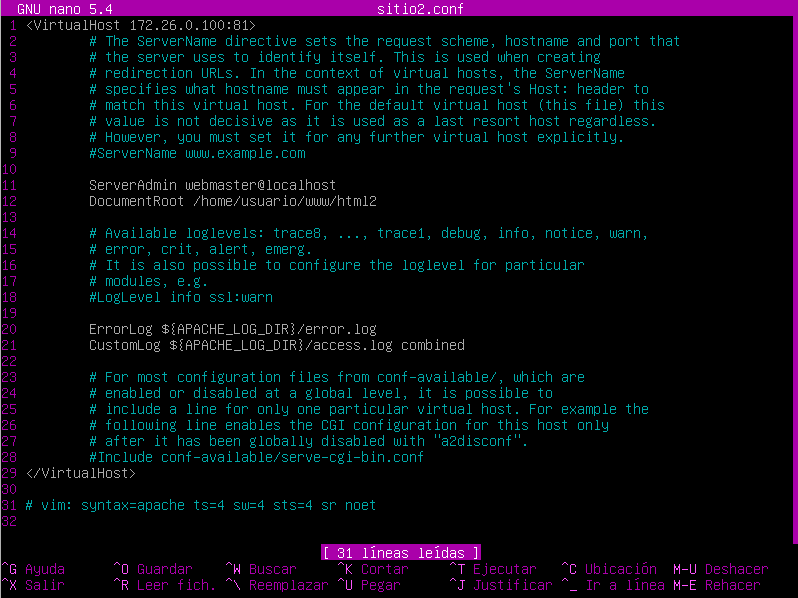 GNU nano 5.4 sitio2.conf
1 <VirtualHost 172.26.0.100:81>
2 # The ServerName directive sets the request scheme, hostname and port that
3 # the server uses to identify itself. This is used when creating
4 # redirection URLs. In the context of virtual hosts, the ServerName
5 # specifies what hostname must appear in the request's Host: header to
6 # match this virtual host. For the default virtual host (this file) this
7 # value is not decisive as it is used as a last resort host regardless.
8 # However, you must set it for any further virtual host explicitly.
9 #ServerName www.example.com
10
11 ServerAdmin webmaster@localhost
12 DocumentRoot /home/usuario/www/html2
13
14 # Available loglevels: trace8, ..., trace1, debug, info, notice, warn,
15 # error, crit, alert, emerg.
16 # It is also possible to configure the loglevel for particular
17 # modules, e.g.
18 #LogLevel info ssl:warn
19
20 ErrorLog ${APACHE_LOG_DIR}/error.log
21 CustomLog ${APACHE_LOG_DIR}/access.log combined
22
23 # For most configuration files from conf-available/, which are
24 # enabled or disabled at a global level, it is possible to
25 # include a line for only one particular virtual host. For example the
26 # following line enables the CGI configuration for this host only
27 # after it has been globally disabled with "a2disconf".
28 #Include conf-available/serve-cgi-bin.conf
29 </VirtualHost>
30
31 # vim: syntax=apache ts=4 sw=4 sts=4 sr noet
32
[ 31 líneas leídas ]
^G Ayuda ^O Guardar ^W Buscar ^K Cortar ^T Ejecutar ^C Ubicación M-U Deshacer
^X Salir ^R Leer fich. ^\ Reemplazar ^U Pegar ^J Justificar ^_ Ir a línea M-E Rehacer